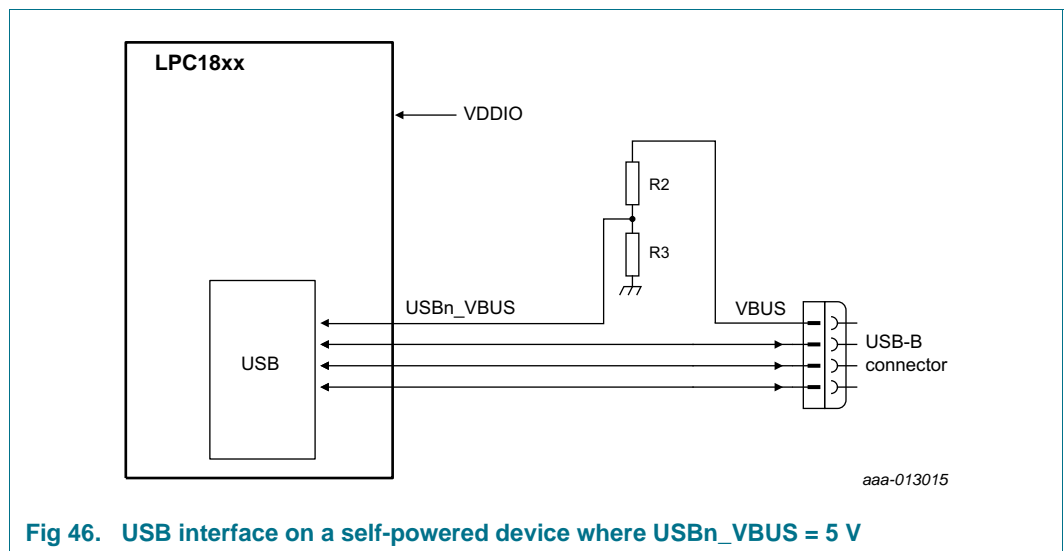 LPC18xx
VDDIO
R2
R3
USBn_VBUS
VBUS
USB
USB-B
connector
aaa-013015
Fig 46. USB interface on a self-powered device where USBn_VBUS = 5 V